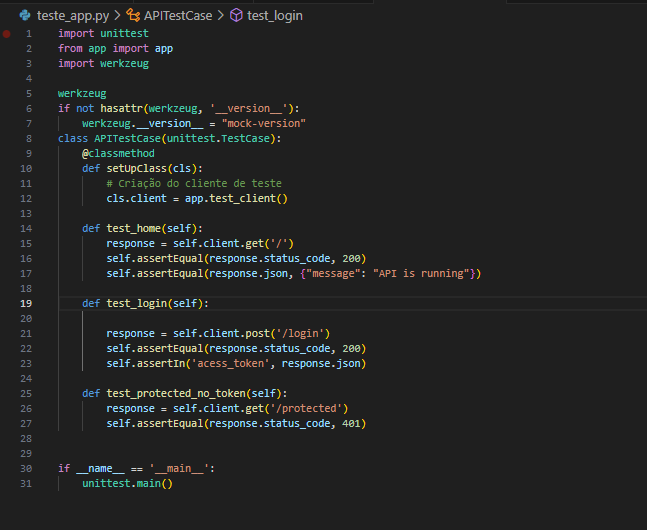 teste_app.py > APITestCase > test_login
1 import unittest
2 from app import app
3 import werkzeug
4
5 werkzeug
6 if not hasattr(werkzeug, '__version__'):
7     werkzeug.__version__ = "mock-version"
8 class APITestCase(unittest.TestCase):
9     @classmethod
10     def setUpClass(cls):
11         # Criação do cliente de teste
12         cls.client = app.test_client()
13
14     def test_home(self):
15         response = self.client.get('/')
16         self.assertEqual(response.status_code, 200)
17         self.assertEqual(response.json, {"message": "API is running"})
18
19     def test_login(self):
20
21         response = self.client.post('/login')
22         self.assertEqual(response.status_code, 200)
23         self.assertIn('acess_token', response.json)
24
25     def test_protected_no_token(self):
26         response = self.client.get('/protected')
27         self.assertEqual(response.status_code, 401)
28
29
30 if __name__ == '__main__':
31     unittest.main()